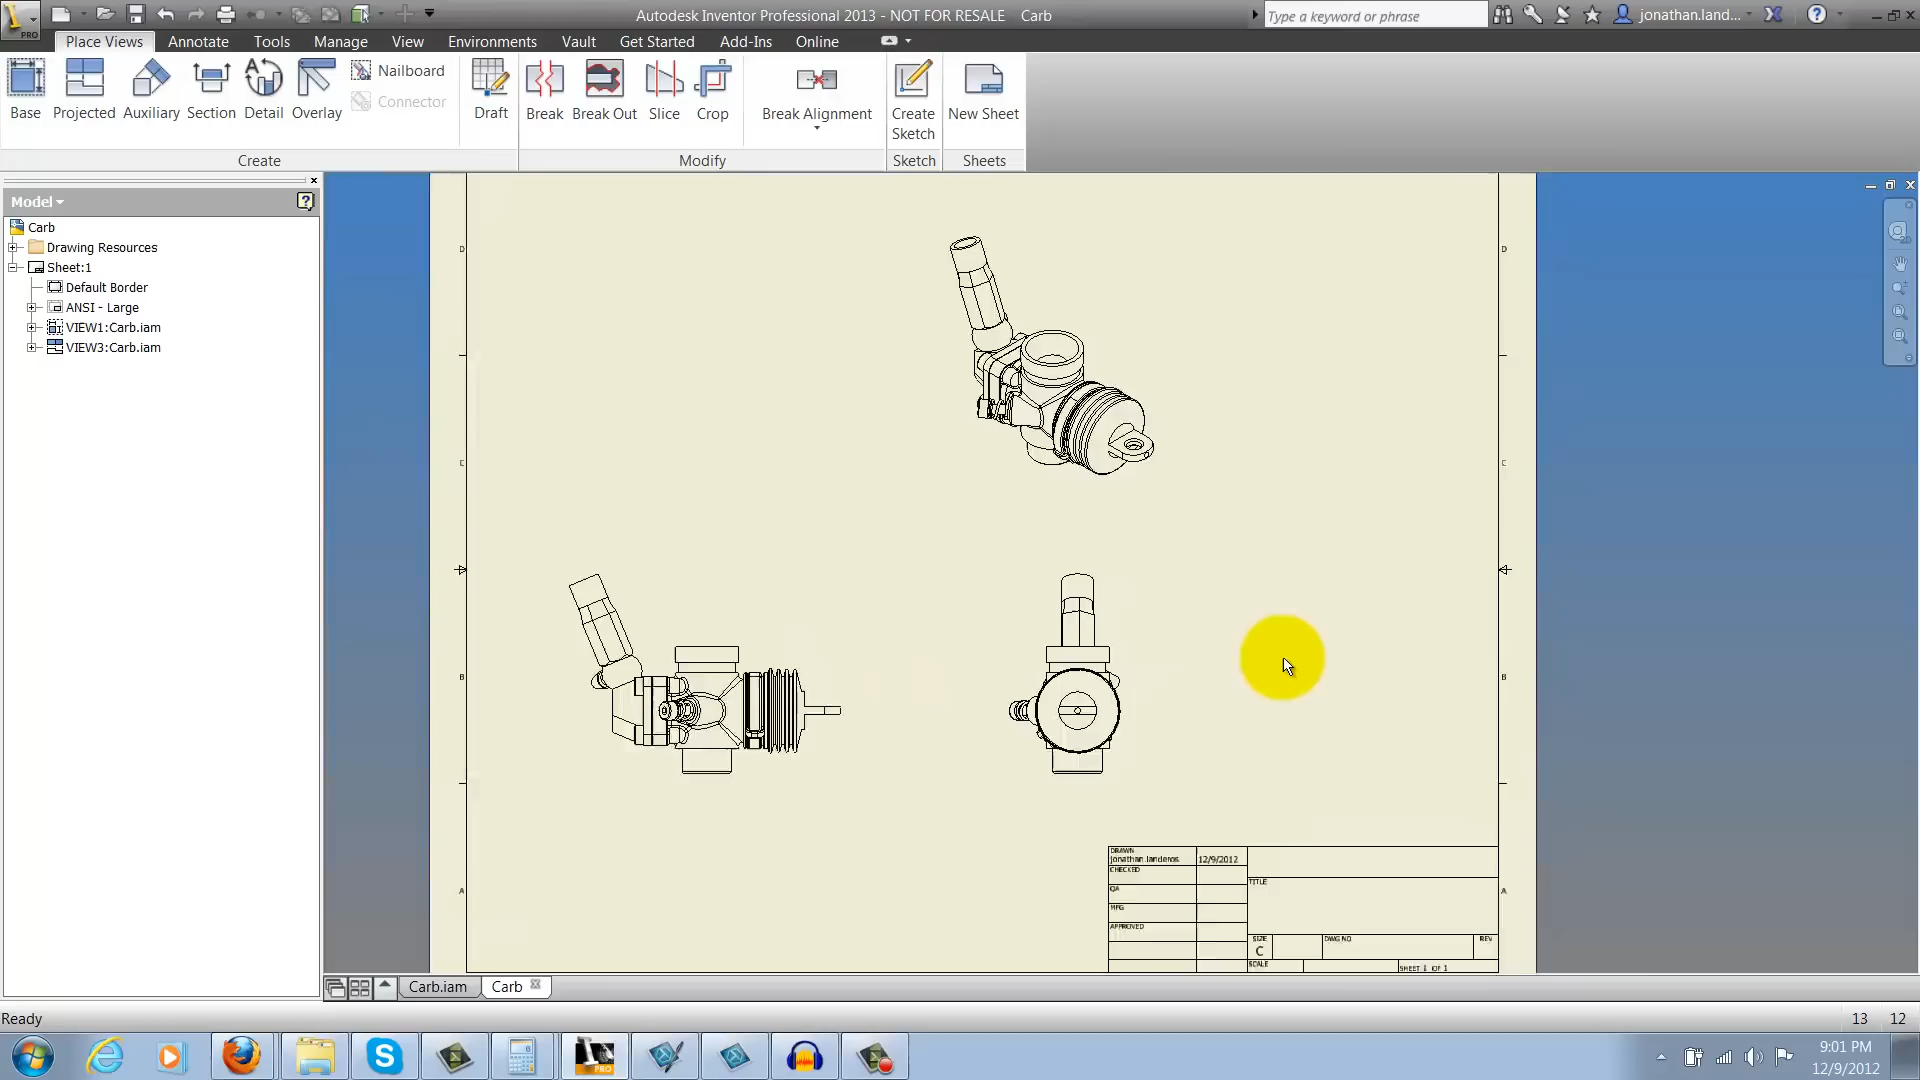 Autodesk Inventor Professional 2013 - NOT FOR RESALE Carb
Type a keyword or phrase
jonathan.land...
PRO
Place Views Annotate Tools Manage View Environments Vault Get Started Add-Ins Online
Base Projected Auxiliary Section Detail Overlay
Nailboard
Connector
Draft
Break Break Out Slice Crop
Break Alignment
Create Sketch
New Sheet
Create Modify Sketch Sheets
Model
Carb
Drawing Resources
Sheet:1
Default Border
ANSI - Large
VIEW1:Carb.iam
VIEW3:Carb.iam
D D
C C
B B
A A
DRAWN
jonathan.landeros 12/9/2012
CHECKED
QA
MFG
APPROVED
TITLE
SIZE
C
DWG NO
REV
SCALE
SHEET 1 OF 1
Carb.iam Carb
Ready
13 12
PRO
9:01 PM
12/9/2012